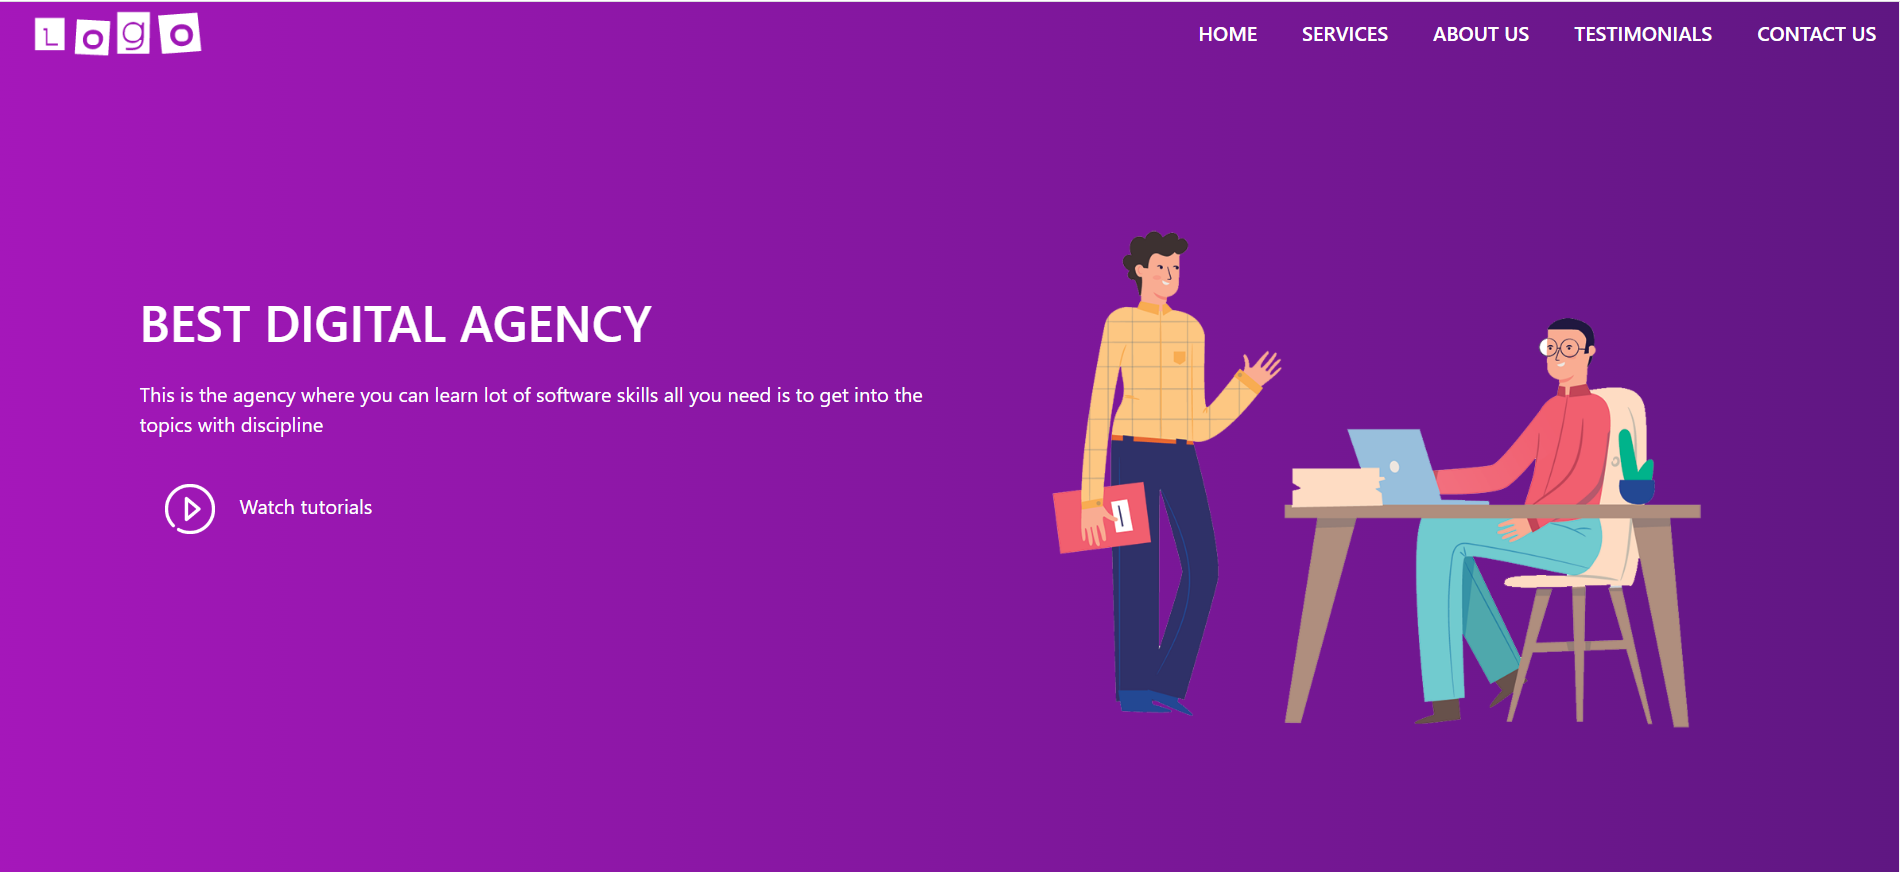 Logo
HOME SERVICES ABOUT US TESTIMONIALS CONTACT US
BEST DIGITAL AGENCY
This is the agency where you can learn lot of software skills all you need is to get into the
topics with discipline
Watch tutorials